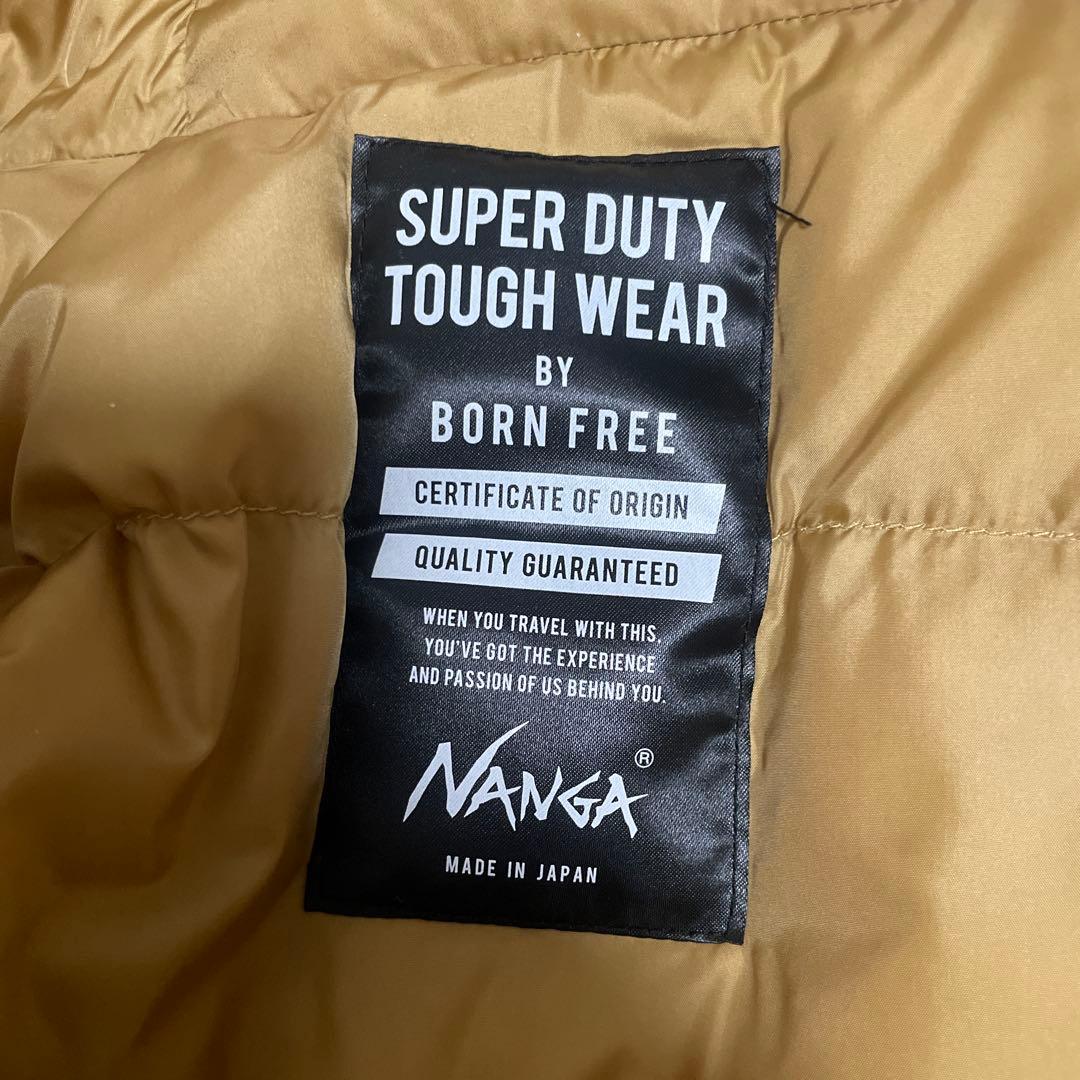 SUPER DUTY
TOUGH WEAR
BY
BORN FREE
CERTIFICATE OF ORIGIN
QUALITY GUARANTEED
WHEN YOU TRAVEL WITH THIS,
YOU'VE GOT THE EXPERIENCE
AND PASSION OF US BEHIND YOU.
NANGA®
MADE IN JAPAN